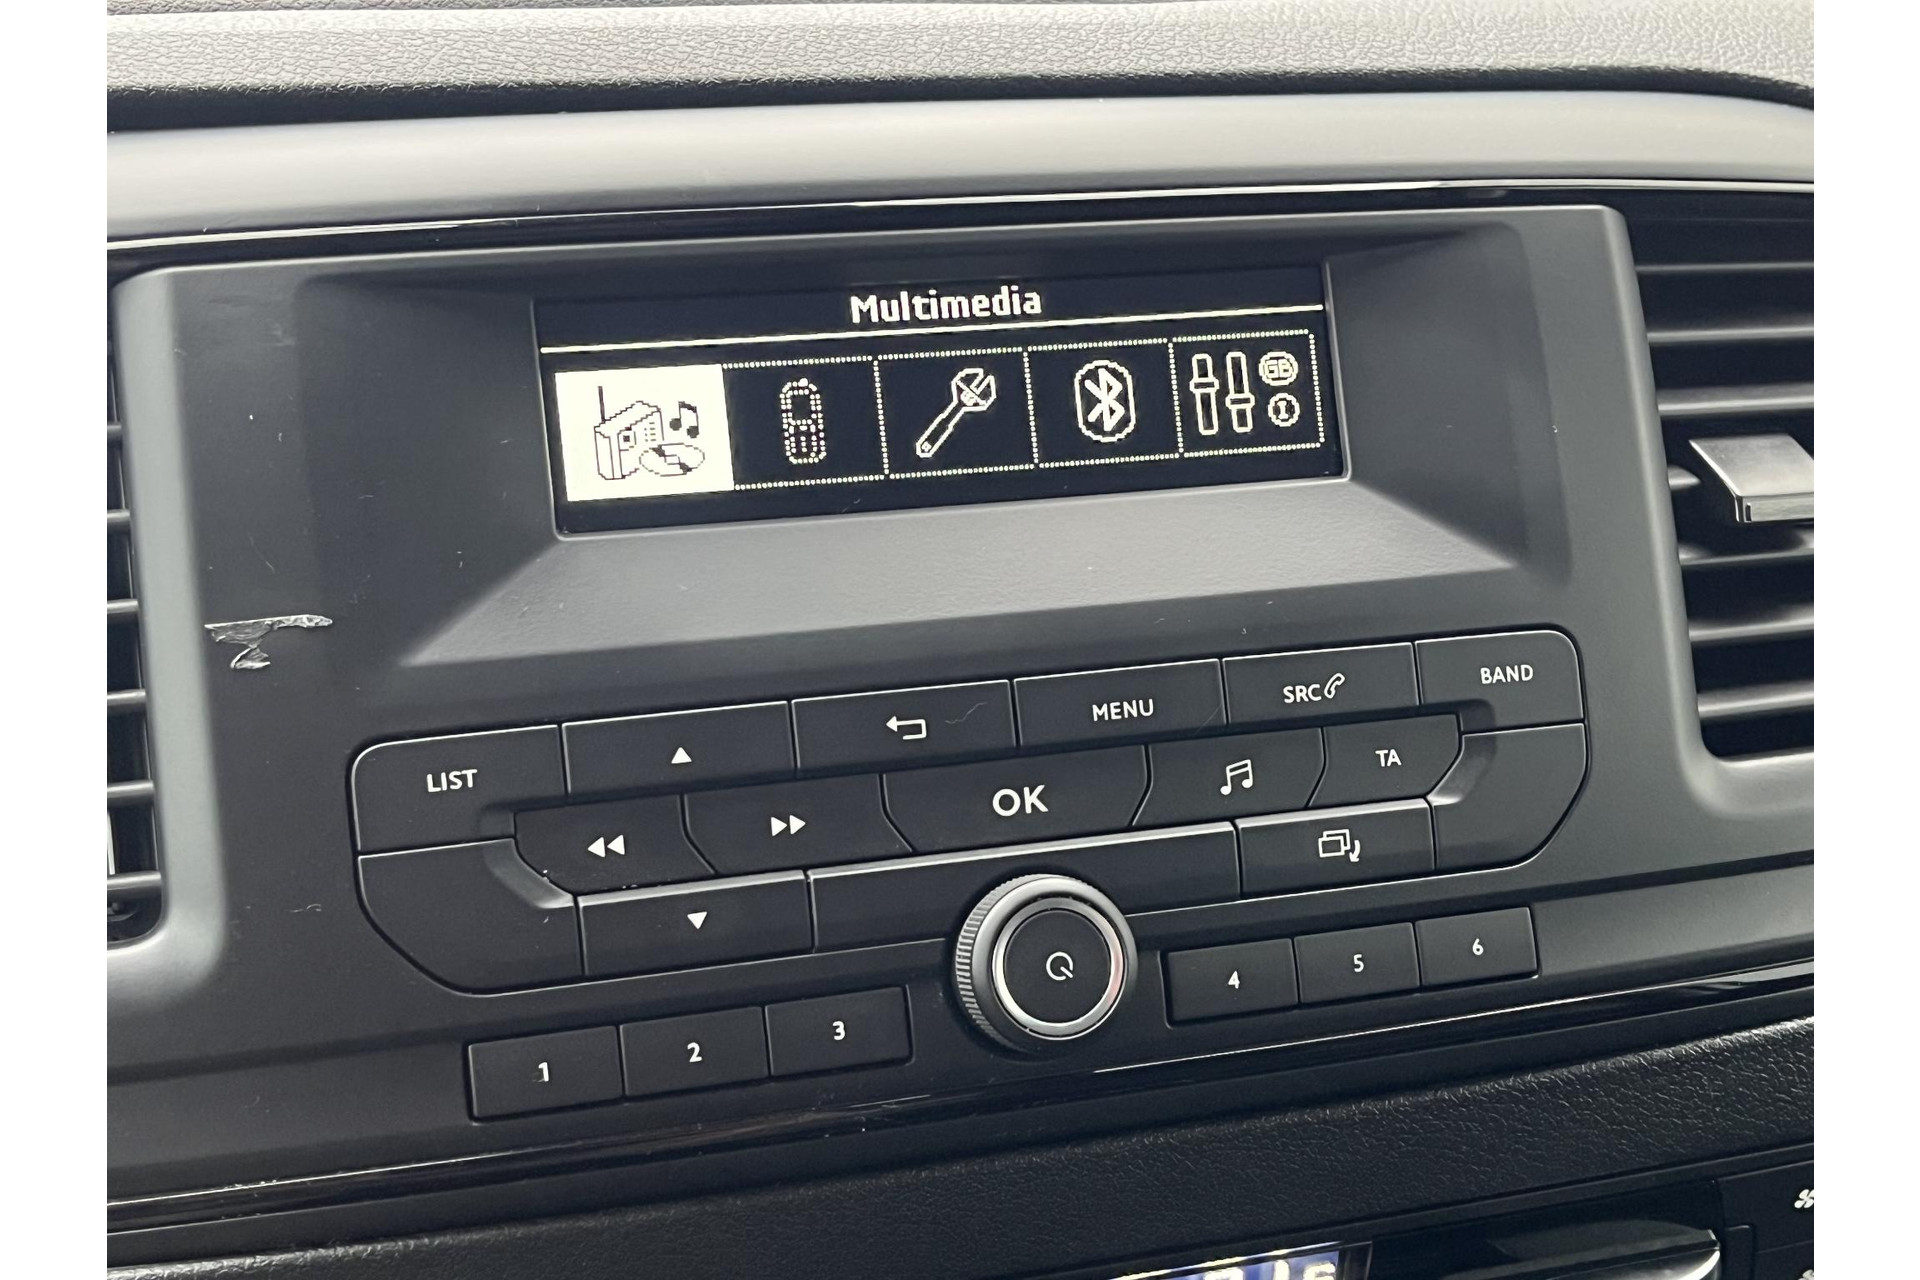 Multimedia
GB
I
LIST
MENU
SRC
BAND
OK
TA
1
2
3
4
5
6